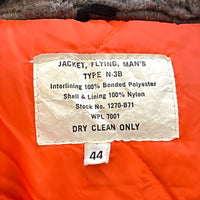 JACKET, FLYING, MAN'S
TYPE N-3B
Interlining 100% Bonded Polyester
Shell & Lining 100% Nylon
Stock No. 1270-B71
WPL 7001
DRY CLEAN ONLY
44